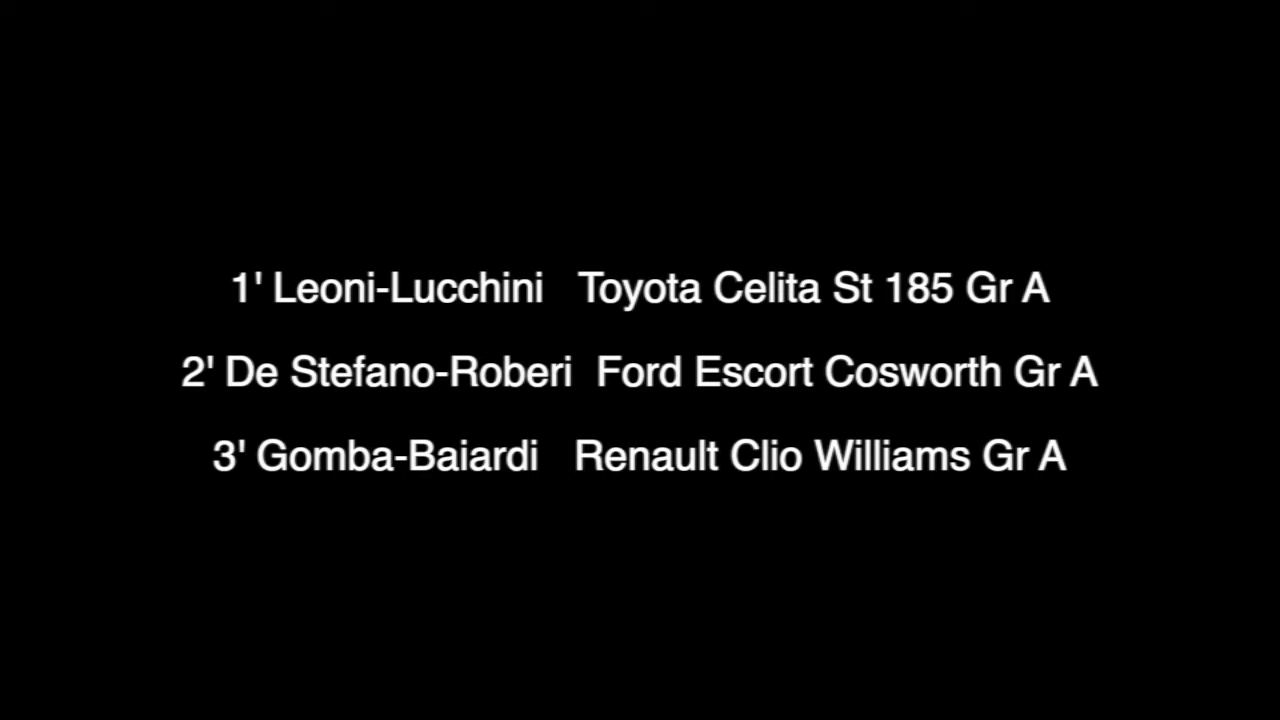 1' Leoni-Lucchini Toyota Celita St 185 Gr A
2' De Stefano-Roberi Ford Escort Cosworth Gr A
3' Gomba-Baiardi Renault Clio Williams Gr A